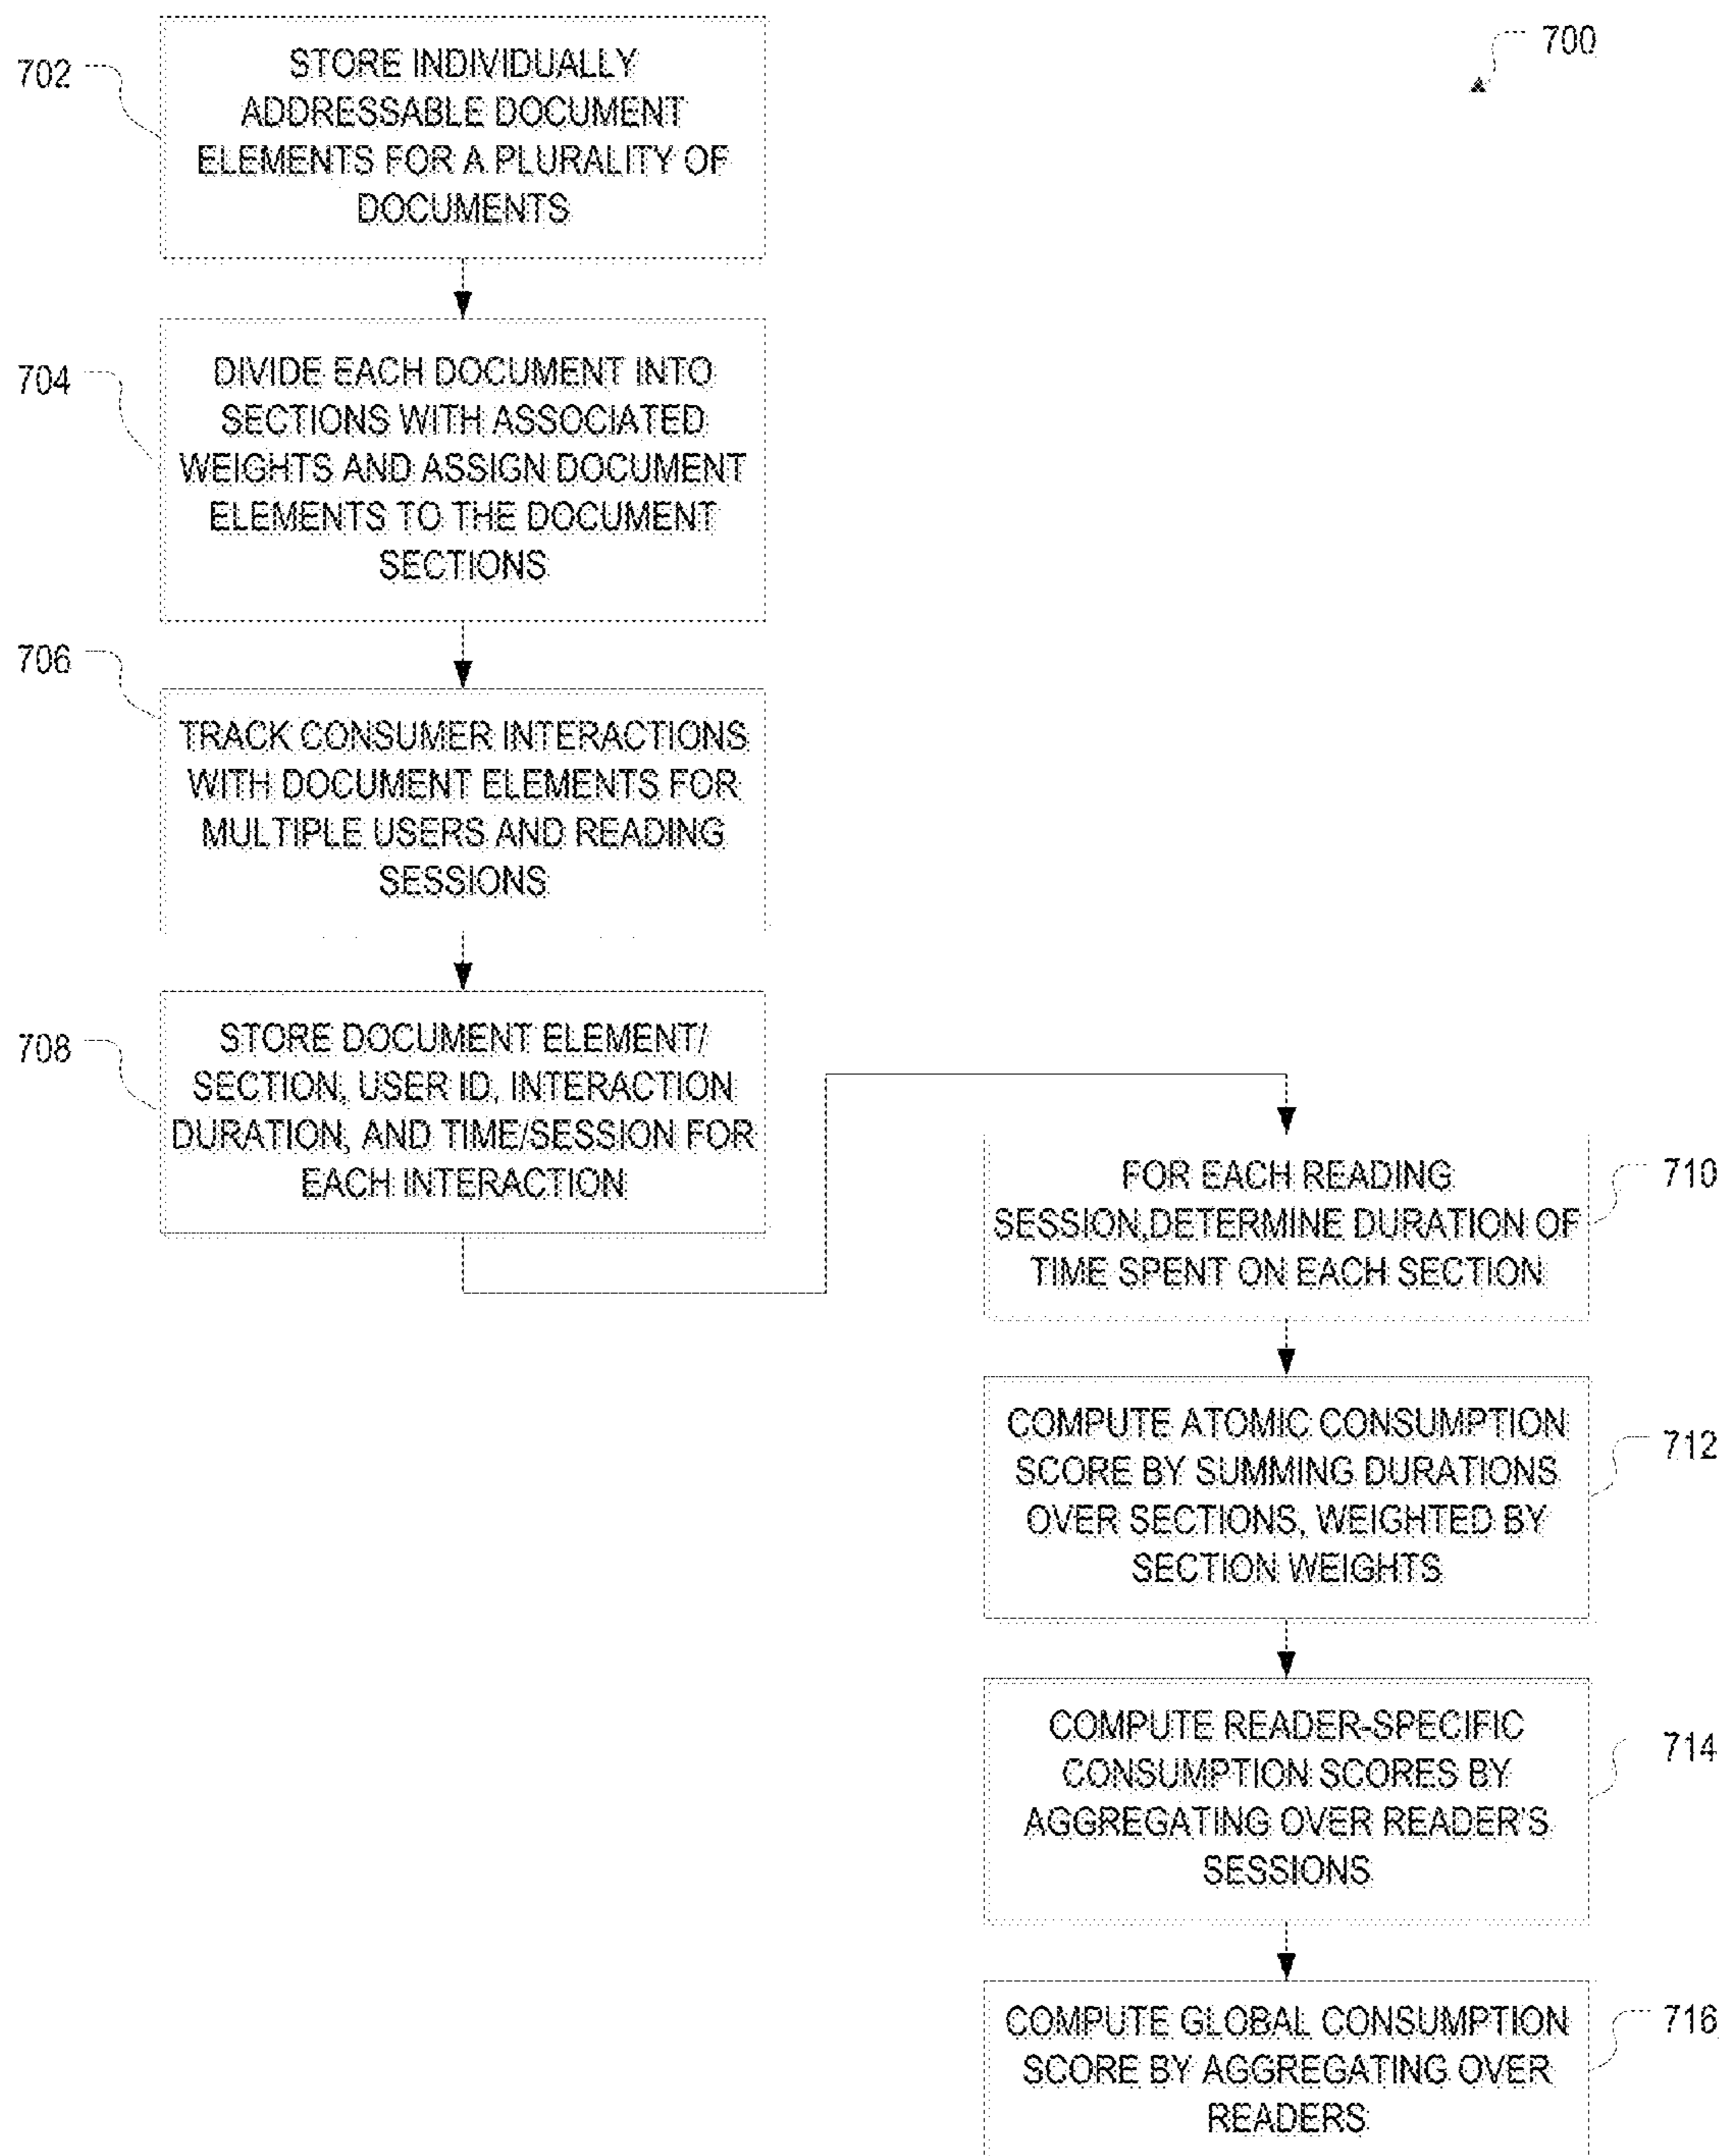 700
702
STORE INDIVIDUALLY
ADDRESSABLE DOCUMENT
ELEMENTS FOR A PLURALITY OF
DOCUMENTS
704
DIVIDE EACH DOCUMENT INTO
SECTIONS WITH ASSOCIATED
WEIGHTS AND ASSIGN DOCUMENT
ELEMENTS TO THE DOCUMENT
SECTIONS
706
TRACK CONSUMER INTERACTIONS
WITH DOCUMENT ELEMENTS FOR
MULTIPLE USERS AND READING
SESSIONS
708
STORE DOCUMENT ELEMENT/
SECTION, USER ID, INTERACTION
DURATION, AND TIME/SESSION FOR
EACH INTERACTION
FOR EACH READING
SESSION,DETERMINE DURATION OF
TIME SPENT ON EACH SECTION
710
COMPUTE ATOMIC CONSUMPTION
SCORE BY SUMMING DURATIONS
OVER SECTIONS, WEIGHTED BY
SECTION WEIGHTS
712
COMPUTE READER-SPECIFIC
CONSUMPTION SCORES BY
AGGREGATING OVER READER'S
SESSIONS
714
COMPUTE GLOBAL CONSUMPTION
SCORE BY AGGREGATING OVER
READERS
716